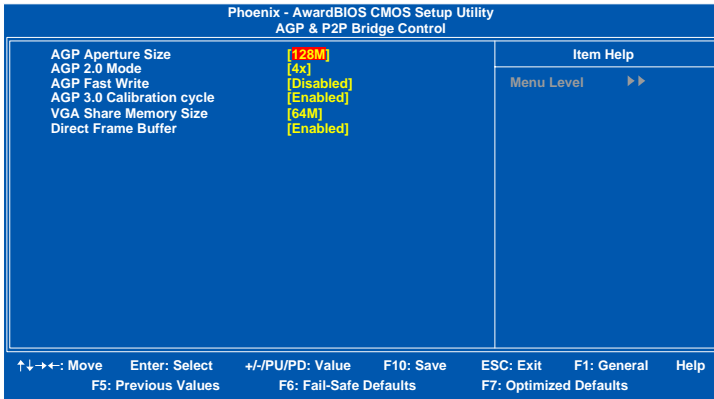 Phoenix - AwardBIOS CMOS Setup Utility
AGP & P2P Bridge Control
AGP Aperture Size [128M]
AGP 2.0 Mode [4x]
AGP Fast Write [Disabled]
AGP 3.0 Calibration cycle [Enabled]
VGA Share Memory Size [64M]
Direct Frame Buffer [Enabled]
Item Help
Menu Level ▶▶
↑↓→←: Move Enter: Select +/-/PU/PD: Value F10: Save ESC: Exit F1: General Help
F5: Previous Values F6: Fail-Safe Defaults F7: Optimized Defaults